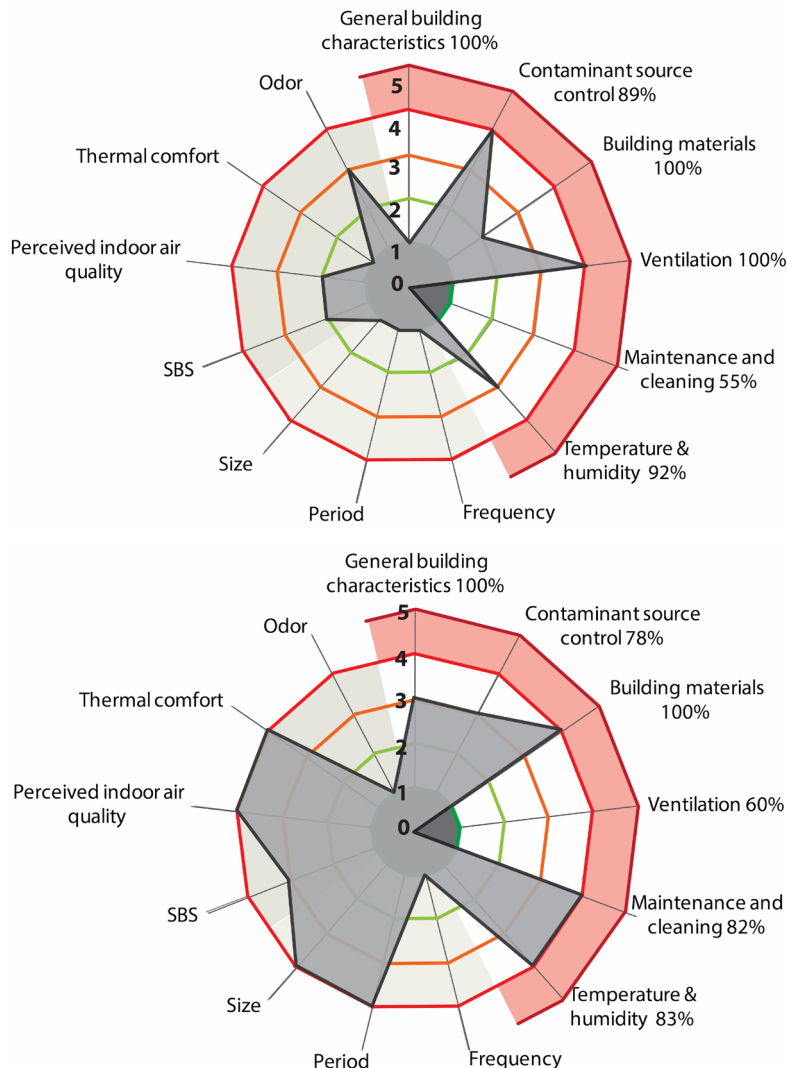 General building
characteristics 100%
Contaminant source
control 89%
Odor
5
4
Building materials
100%
Thermal comfort
3
2
Perceived indoor air
quality
1
Ventilation 100%
0
SBS
Maintenance and
cleaning 55%
Size
Temperature &
humidity 92%
Period
Frequency
General building
characteristics 100%
5
Contaminant source
control 78%
Odor
4
Building materials
100%
Thermal comfort
3
2
Perceived indoor air
quality
1
Ventilation 60%
0
SBS
Maintenance and
cleaning 82%
Size
Temperature &
humidity 83%
Period
Frequency